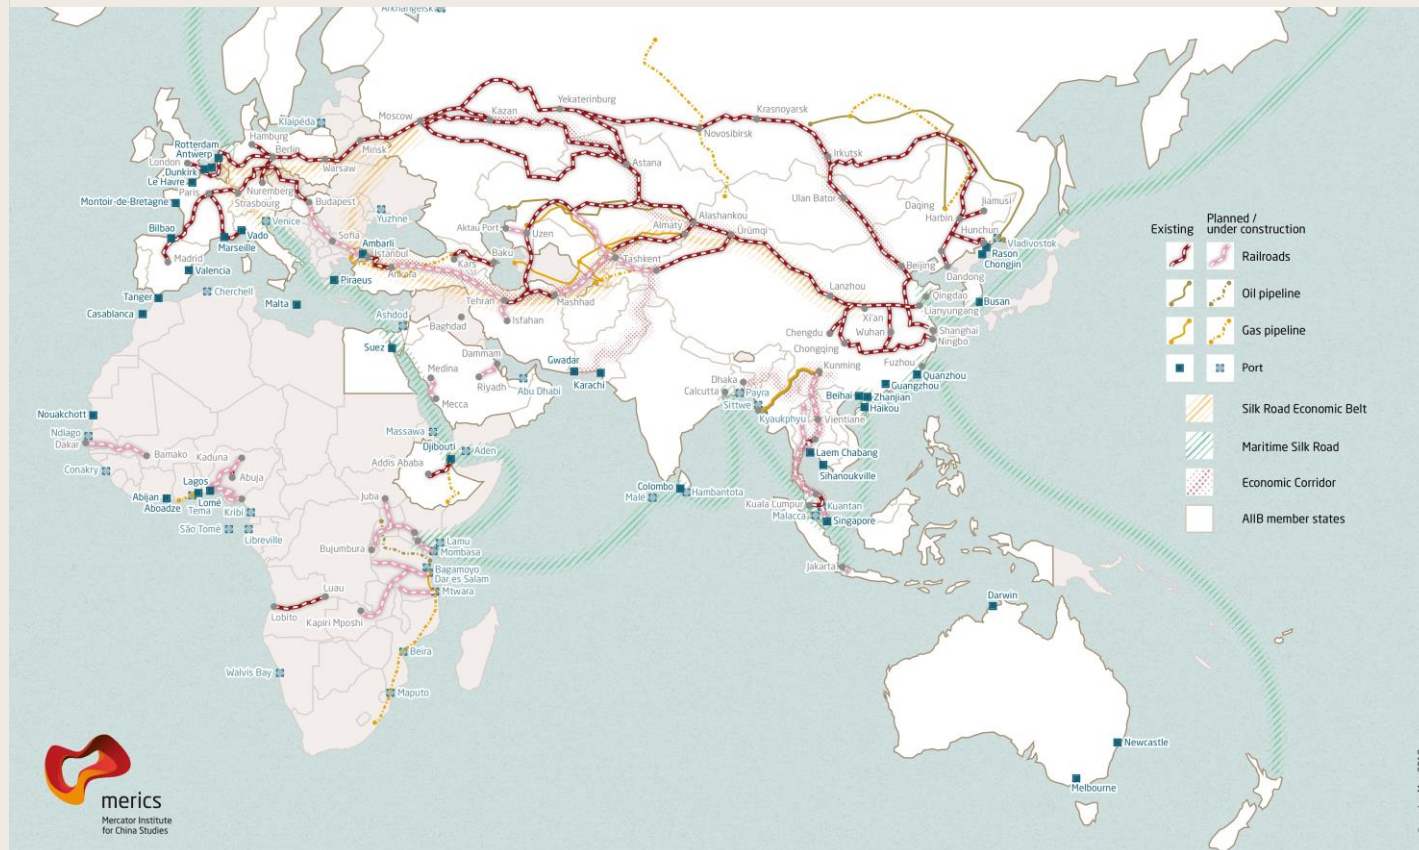 Arkhangelsk
Klaipėda
Moscow
Kazan
Yekaterinburg
Krasnoyarsk
Novosibirsk
Rotterdam
Antwerp
Hamburg
Berlin
London
Dunkirk
Le Havre
Minsk
Warsaw
Paris
Nuremberg
Strasbourg
Budapest
Montoir-de-Bretagne
Astana
Irkutsk
Ulan Bator
Daqing
Harbin
Jiamusi
Hunchun
Vladivostok
Rason
Chongjin
Yuzhne
Venice
Bilbao
Vado
Marseille
Madrid
Valencia
Sofia
Ambarli
Istanbul
Ankara
Kars
Baku
Aktau Port
Uzen
Almaty
Alashankou
Ürümqi
Tashkent
Beijing
Dandong
Lanzhou
Qingdao
Lianyungang
Busan
Tanger
Casablanca
Cherchell
Malta
Piraeus
Ashdod
Baghdad
Tehran
Mashhad
Isfahan
Xi'an
Wuhan
Chengdu
Chongqing
Shanghai
Ningbo
Suez
Dammam
Medina
Riyadh
Mecca
Abu Dhabi
Gwadar
Karachi
Dhaka
Calcutta
Payra
Sittwe
Kyaukphyu
Kunming
Fuzhou
Quanzhou
Guangzhou
Beihai
Zhanjian
Haikou
Vientiane
Laem Chabang
Sihanoukville
Nouakchott
Ndiago
Dakar
Bamako
Conakry
Kaduna
Abuja
Lagos
Lomé
Abijan
Aboadze
Tema
Kribi
São Tomé
Libreville
Massawa
Djibouti
Aden
Addis Ababa
Juba
Bujumbura
Lamu
Mombasa
Bagamoyo
Dar es Salam
Mtwara
Luau
Lobito
Kapiri Mposhi
Walvis Bay
Beira
Maputo
Colombo
Malé
Hambantota
Kuala Lumpur
Kuantan
Malacca
Singapore
Jakarta
Darwin
Newcastle
Melbourne
Existing
Planned /
under construction
Railroads
Oil pipeline
Gas pipeline
Port
Silk Road Economic Belt
Maritime Silk Road
Economic Corridor
AIIB member states
merics
Mercator Institute
for China Studies